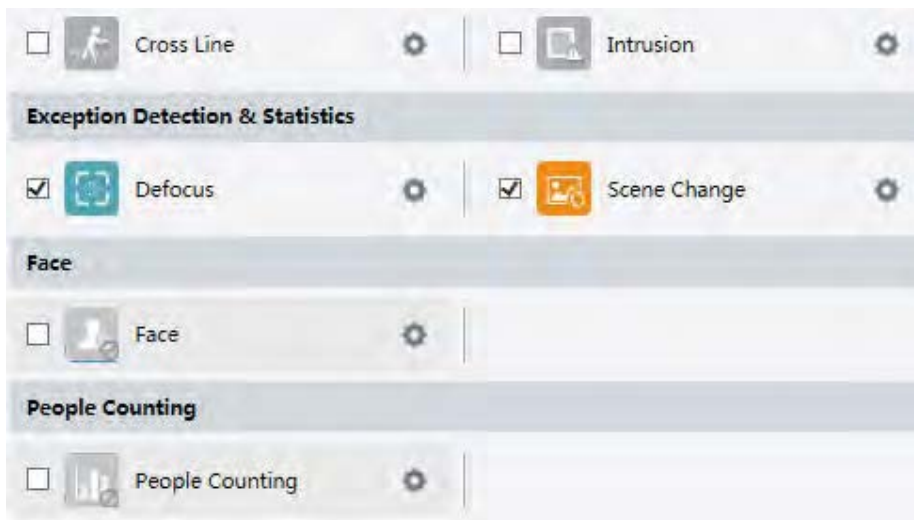 Cross Line
Intrusion
Exception Detection & Statistics
Defocus
Scene Change
Face
Face
People Counting
People Counting